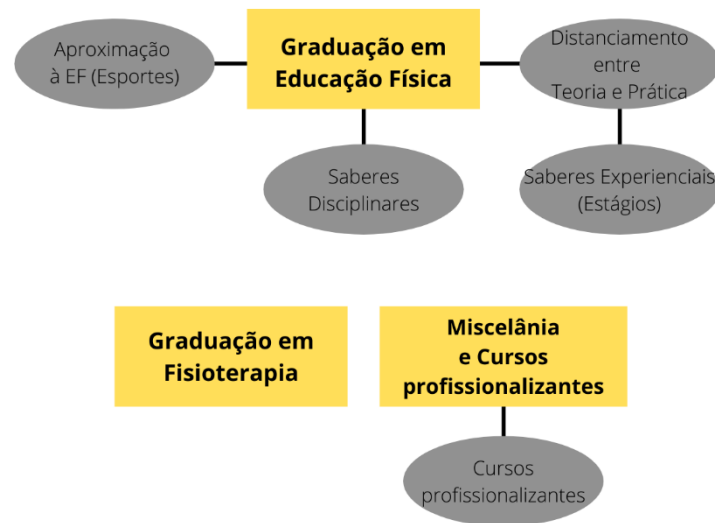 Aproximação
à EF (Esportes)
Graduação em
Educação Física
Distanciamento
entre
Teoria e Prática
Saberes
Disciplinares
Saberes Experienciais
(Estágios)
Graduação em
Fisioterapia
Miscelânia
e Cursos
profissionalizantes
Cursos
profissionalizantes